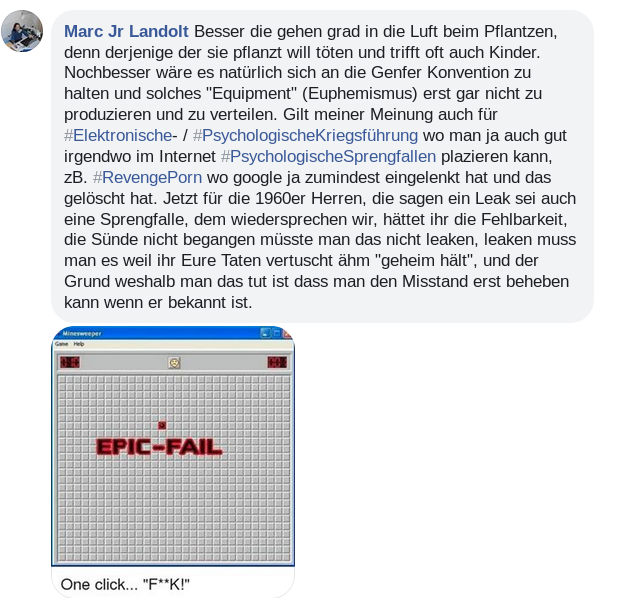 Marc Jr Landolt Besser die gehen grad in die Luft beim Pflantzen,
denn derjenige der sie pflanzt will töten und trifft oft auch Kinder.
Nochbesser wäre es natürlich sich an die Genfer Konvention zu
halten und solches "Equipment" (Euphemismus) erst gar nicht zu
produzieren und zu verteilen. Gilt meiner Meinung auch für
#Elektronische- / #PsychologischeKriegsführung wo man ja auch gut
irgendwo im Internet #PsychologischeSprengfallen plazieren kann,
zB. #RevengePorn wo google ja zumindest eingelenkt hat und das
gelöscht hat. Jetzt für die 1960er Herren, die sagen ein Leak sei auch
eine Sprengfalle, dem wiedersprechen wir, hättet ihr die Fehlbarkeit,
die Sünde nicht begangen müsste man das nicht leaken, leaken muss
man es weil ihr Eure Taten vertuscht ähm "geheim hält", und der
Grund weshalb man das tut ist dass man den Misstand erst beheben
kann wenn er bekannt ist.
Minesweeper
Game Help
EPIC-FAIL
One click... "F**K!"